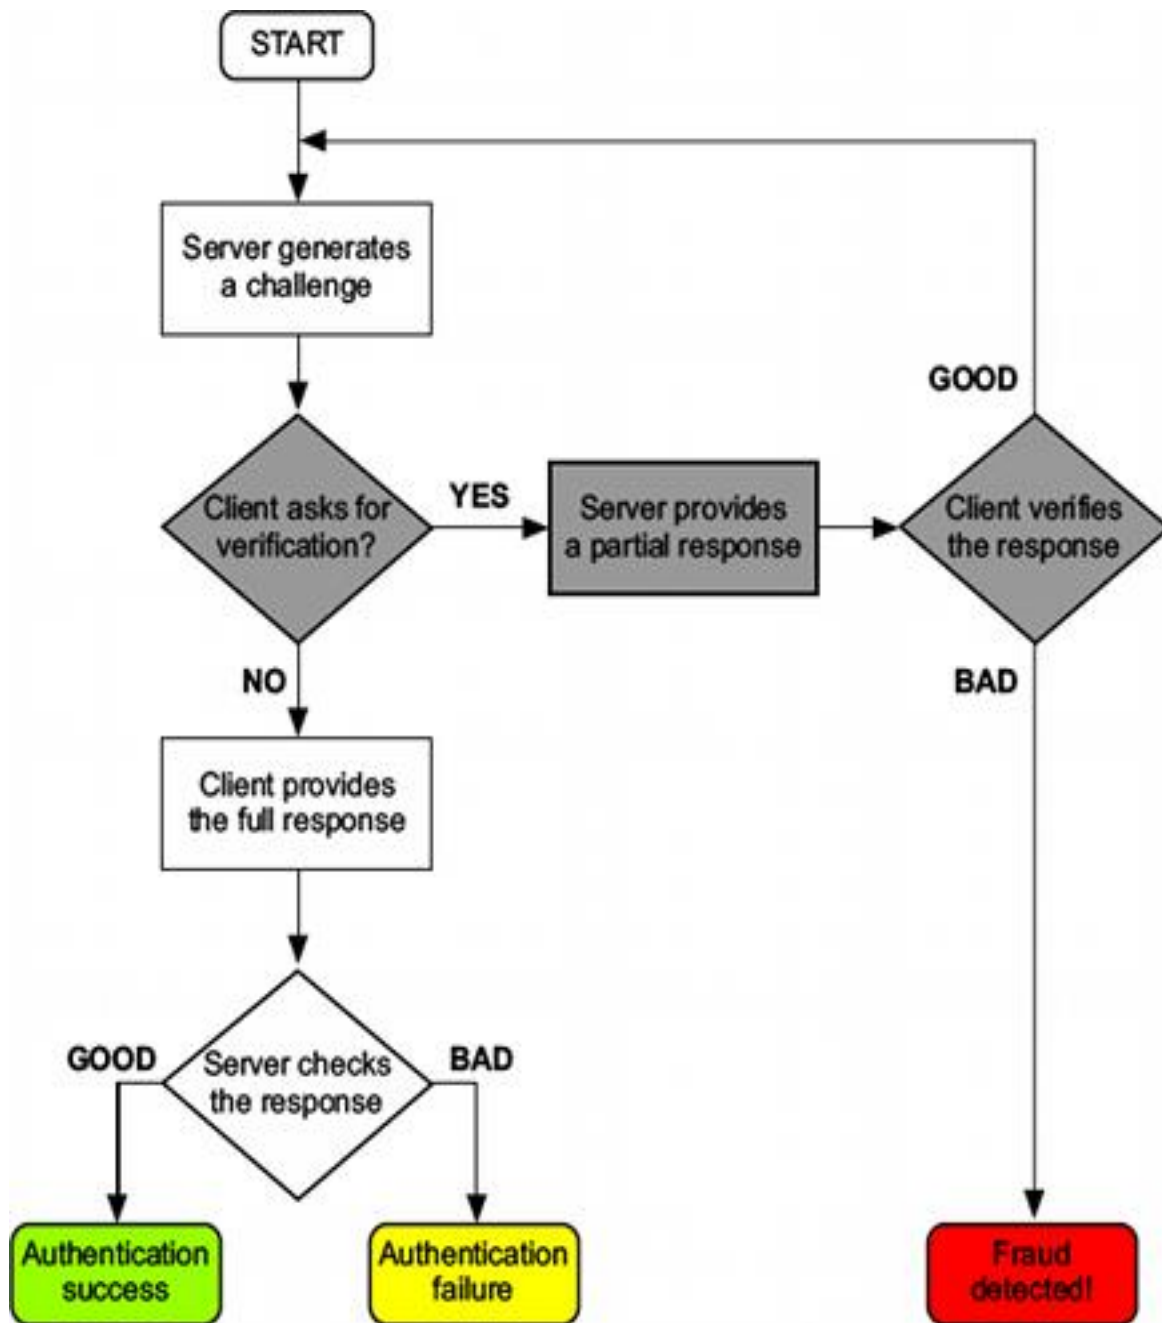 START
Server generates
a challenge
GOOD
Client asks for
verification?
YES
Server provides
a partial response
Client verifies
the response
NO
BAD
Client provides
the full response
GOOD
Server checks
the response
BAD
Authentication
success
Authentication
failure
Fraud
detected!